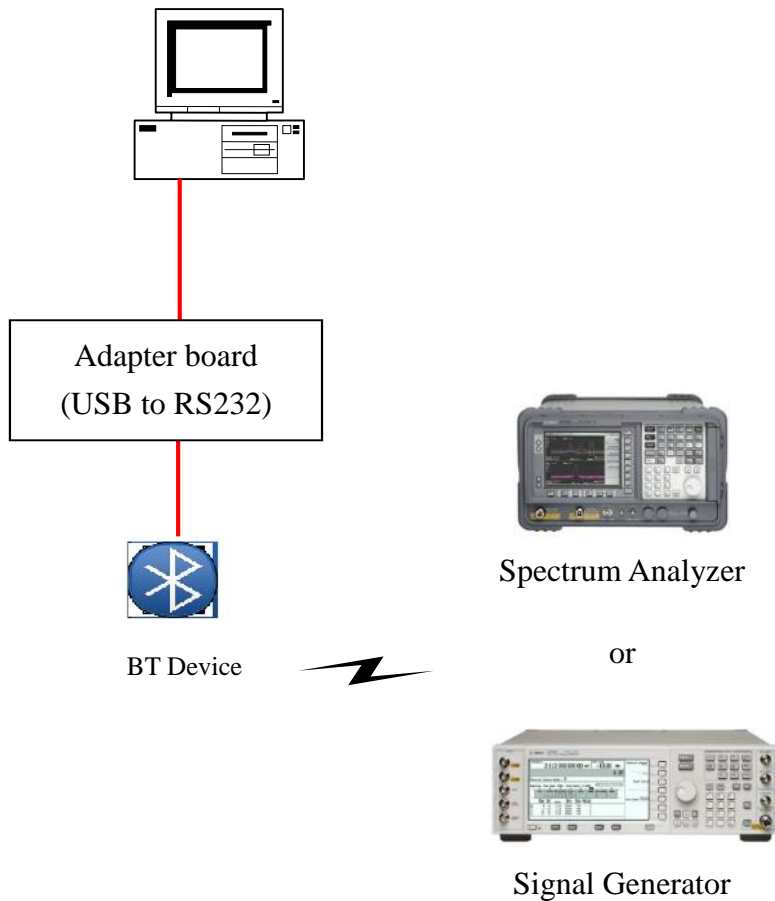 Adapter board
(USB to RS232)
Spectrum Analyzer
BT Device
or
Signal Generator